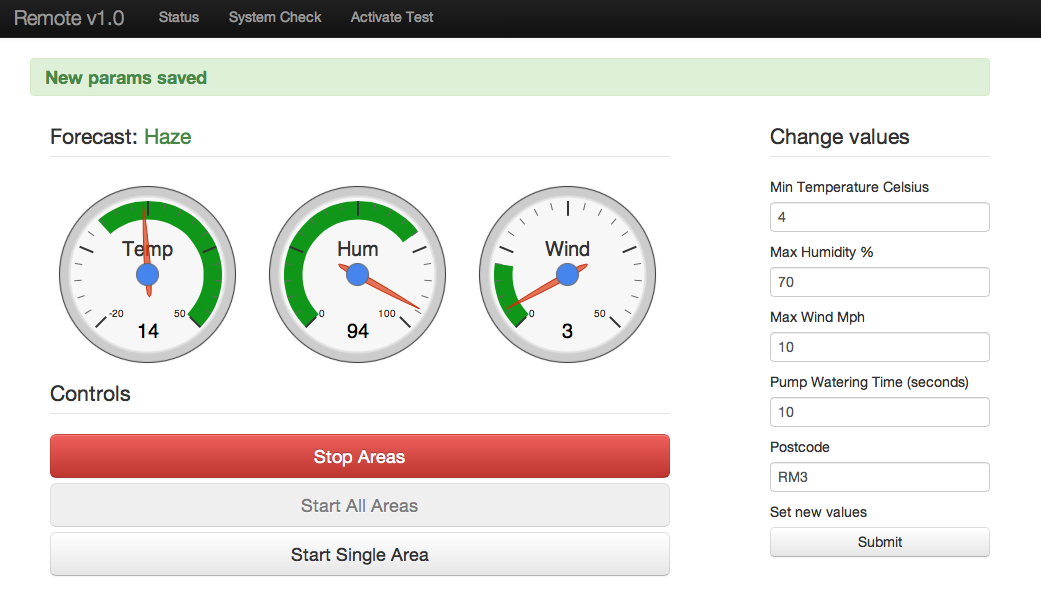 Remote v1.0 Status System Check Activate Test
New params saved
Forecast: Haze
Temp
-20 50
14
Hum
0 100
94
Wind
0 50
3
Controls
Stop Areas
Start All Areas
Start Single Area
Change values
Min Temperature Celsius
4
Max Humidity %
70
Max Wind Mph
10
Pump Watering Time (seconds)
10
Postcode
RM3
Set new values
Submit